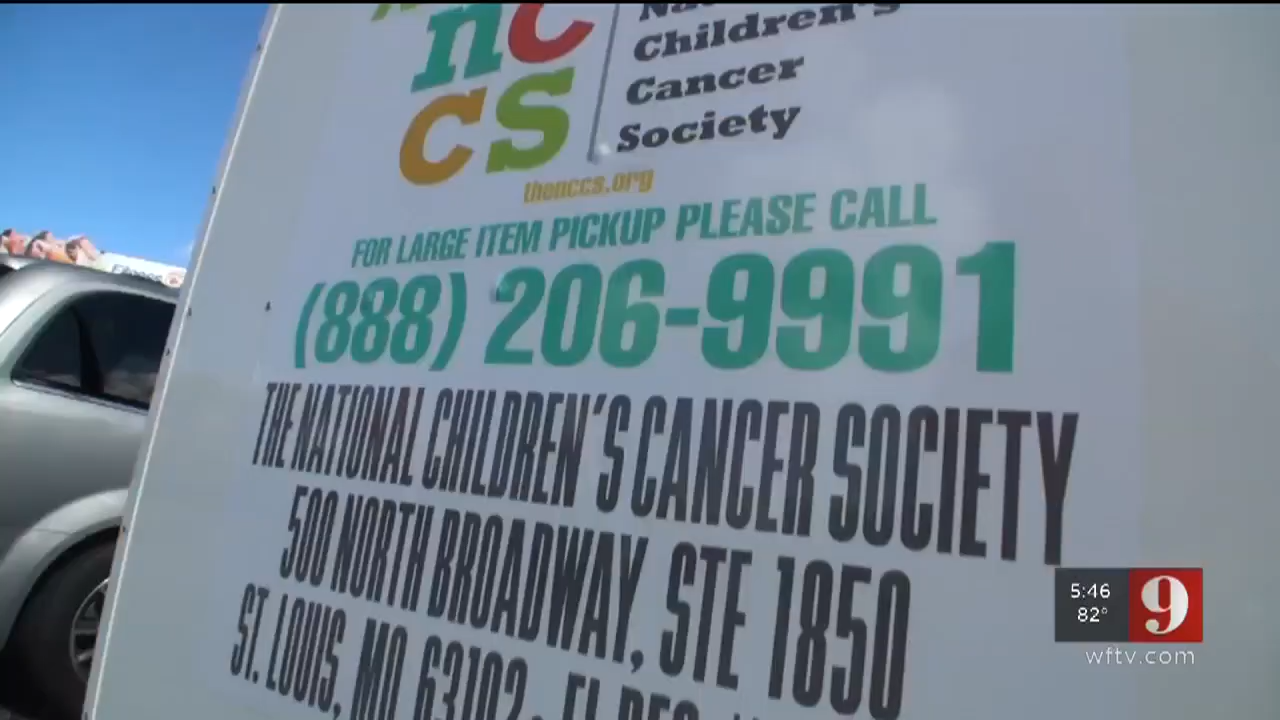 nc
Children's
cs
Cancer
Society
thenccs.org
FOR LARGE ITEM PICKUP PLEASE CALL
(888) 206-9991
THE NATIONAL CHILDREN'S CANCER SOCIETY
500 NORTH BROADWAY, STE 1850
ST. LOUIS, MO 63102
5:46
82°
9
wftv.com